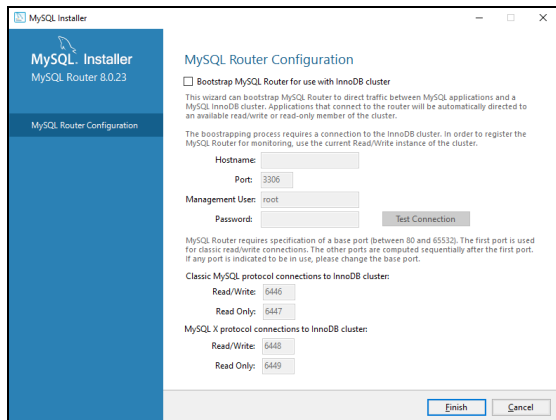 MySQL Installer
MySQL. Installer
MySQL Router 8.0.23
MySQL Router Configuration
MySQL Router Configuration
Bootstrap MySQL Router for use with InnoDB cluster
This wizard can bootstrap MySQL Router to direct traffic between MySQL applications and a
MySQL InnoDB cluster. Applications that connect to the router will be automatically directed to
an available read/write or read-only member of the cluster.
The boostrapping process requires a connection to the InnoDB cluster. In order to register the
MySQL Router for monitoring, use the current Read/Write instance of the cluster.
Hostname:
Port: 3306
Management User: root
Password: Test Connection
MySQL Router requires specification of a base port (between 80 and 65532). The first port is used
for classic read/write connections. The other ports are computed sequentially after the first port.
If any port is indicated to be in use, please change the base port.
Classic MySQL protocol connections to InnoDB cluster:
Read/Write: 6446
Read Only: 6447
MySQL X protocol connections to InnoDB cluster:
Read/Write: 6448
Read Only: 6449
Finish Cancel